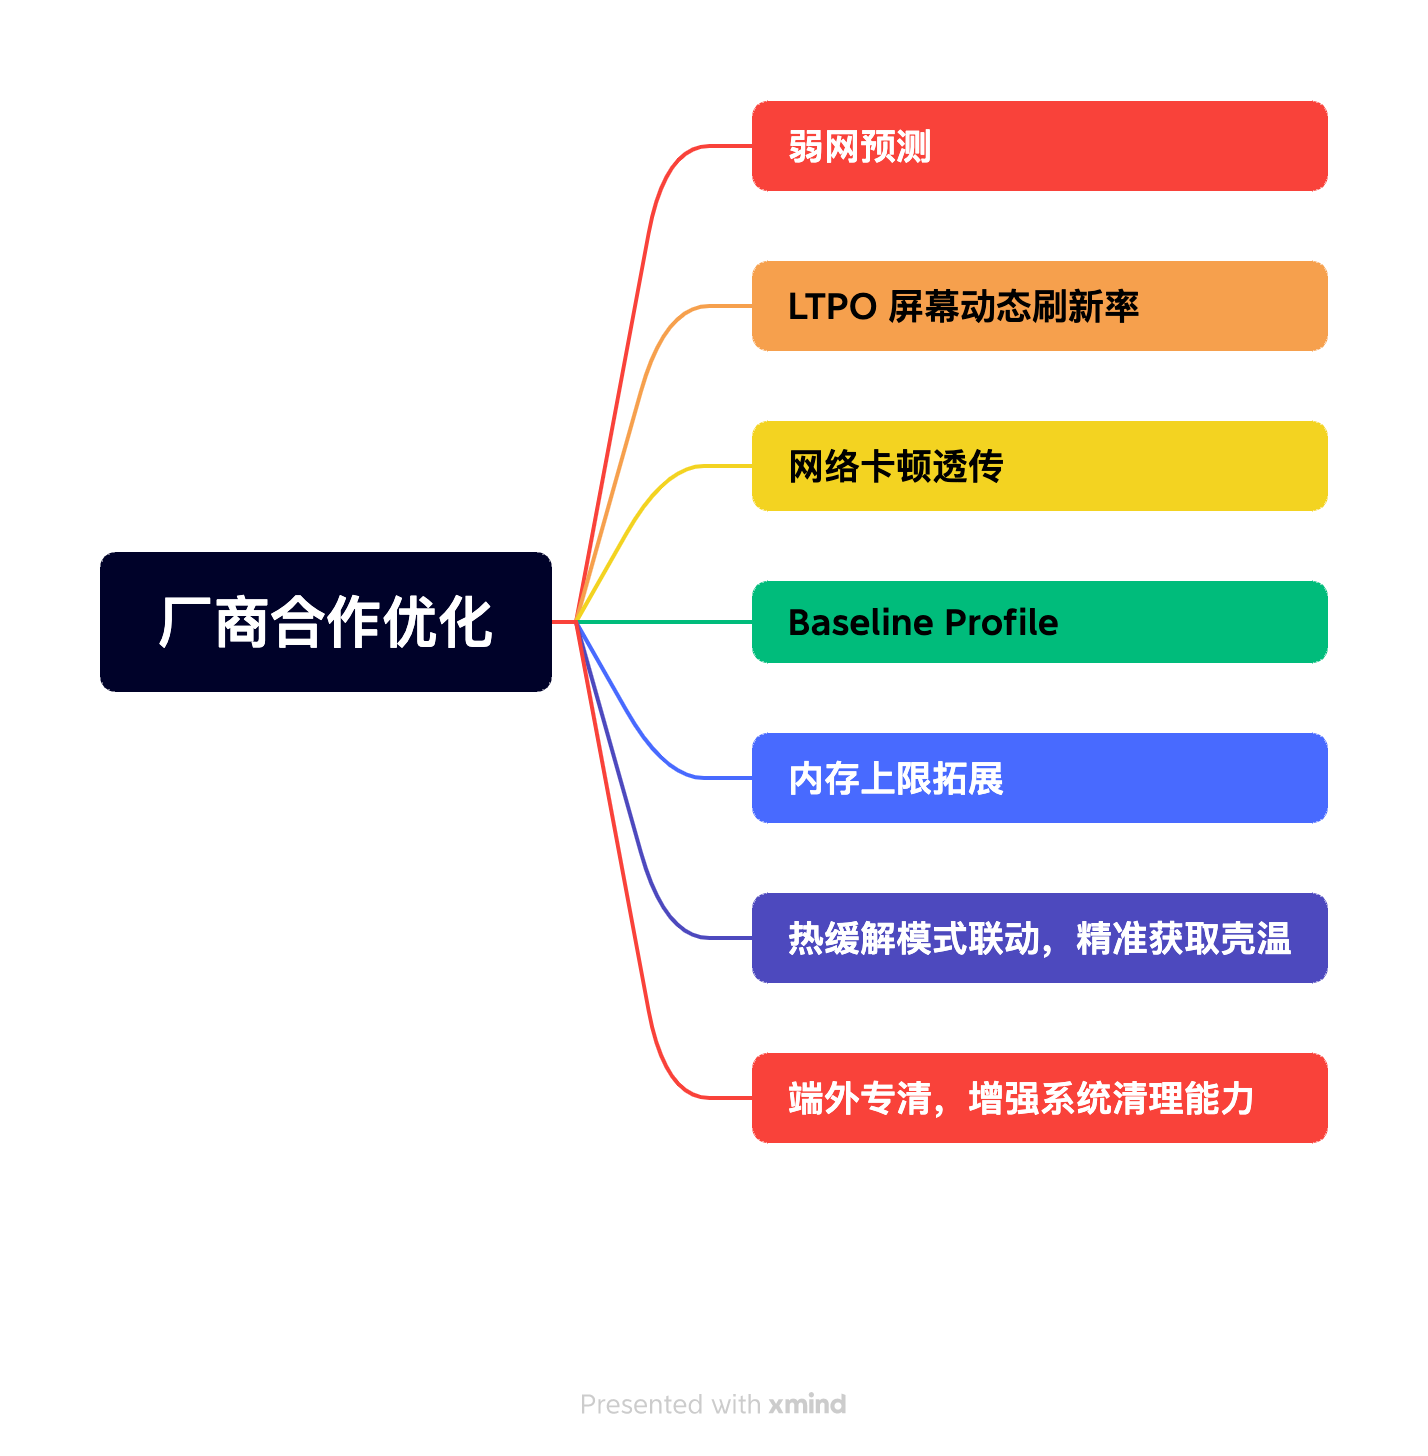 弱网预测
LTPO 屏幕动态刷新率
网络卡顿透传
厂商合作优化
Baseline Profile
内存上限拓展
热缓解模式联动，精准获取壳温
端外专清，增强系统清理能力
Presented with xmind